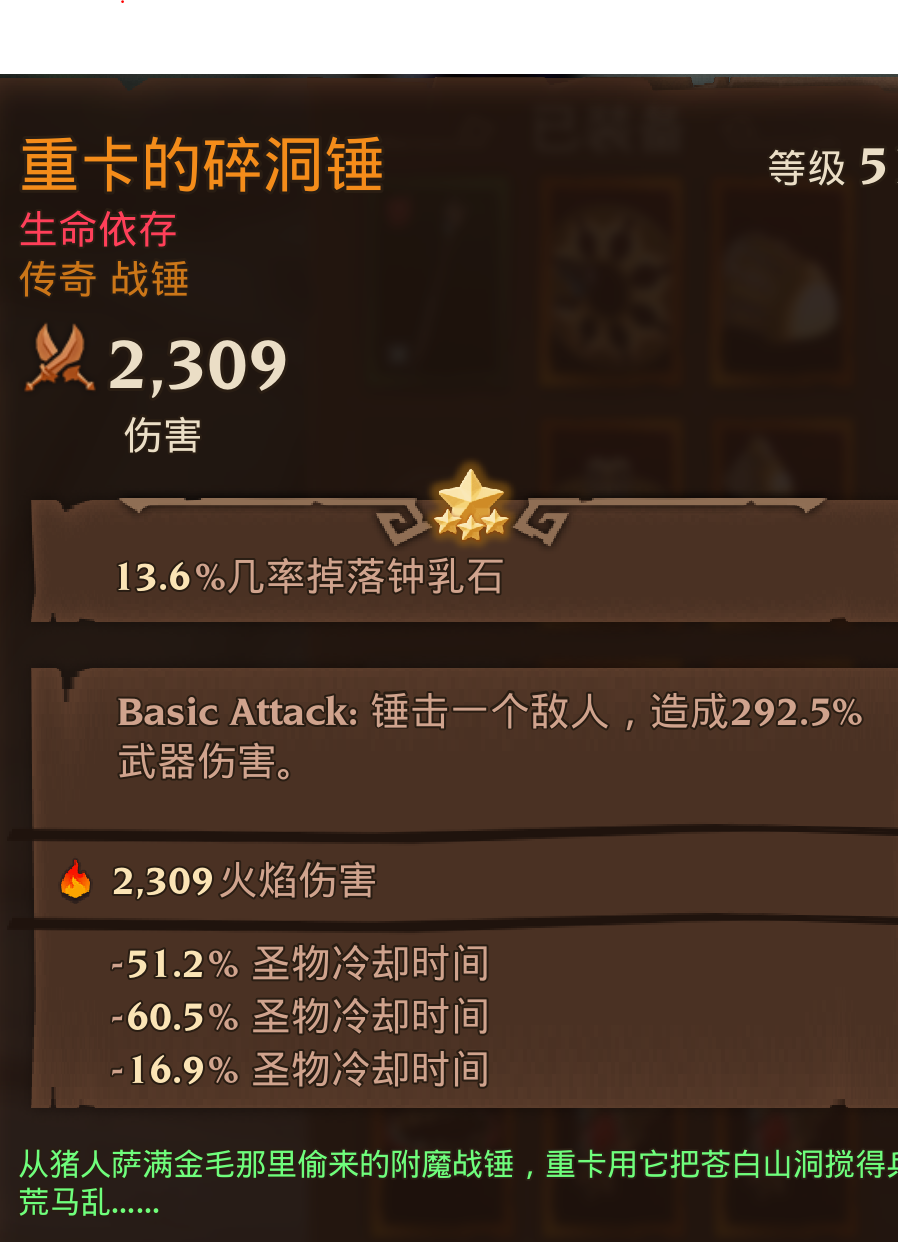 重卡的碎洞锤
等级 5
生命依存
传奇 战锤
2,309
伤害
13.6%几率掉落钟乳石
Basic Attack: 锤击一个敌人，造成292.5%
武器伤害。
2,309火焰伤害
-51.2% 圣物冷却时间
-60.5% 圣物冷却时间
-16.9% 圣物冷却时间
从猪人萨满金毛那里偷来的附魔战锤，重卡用它把苍白山洞搅得兵
荒马乱......